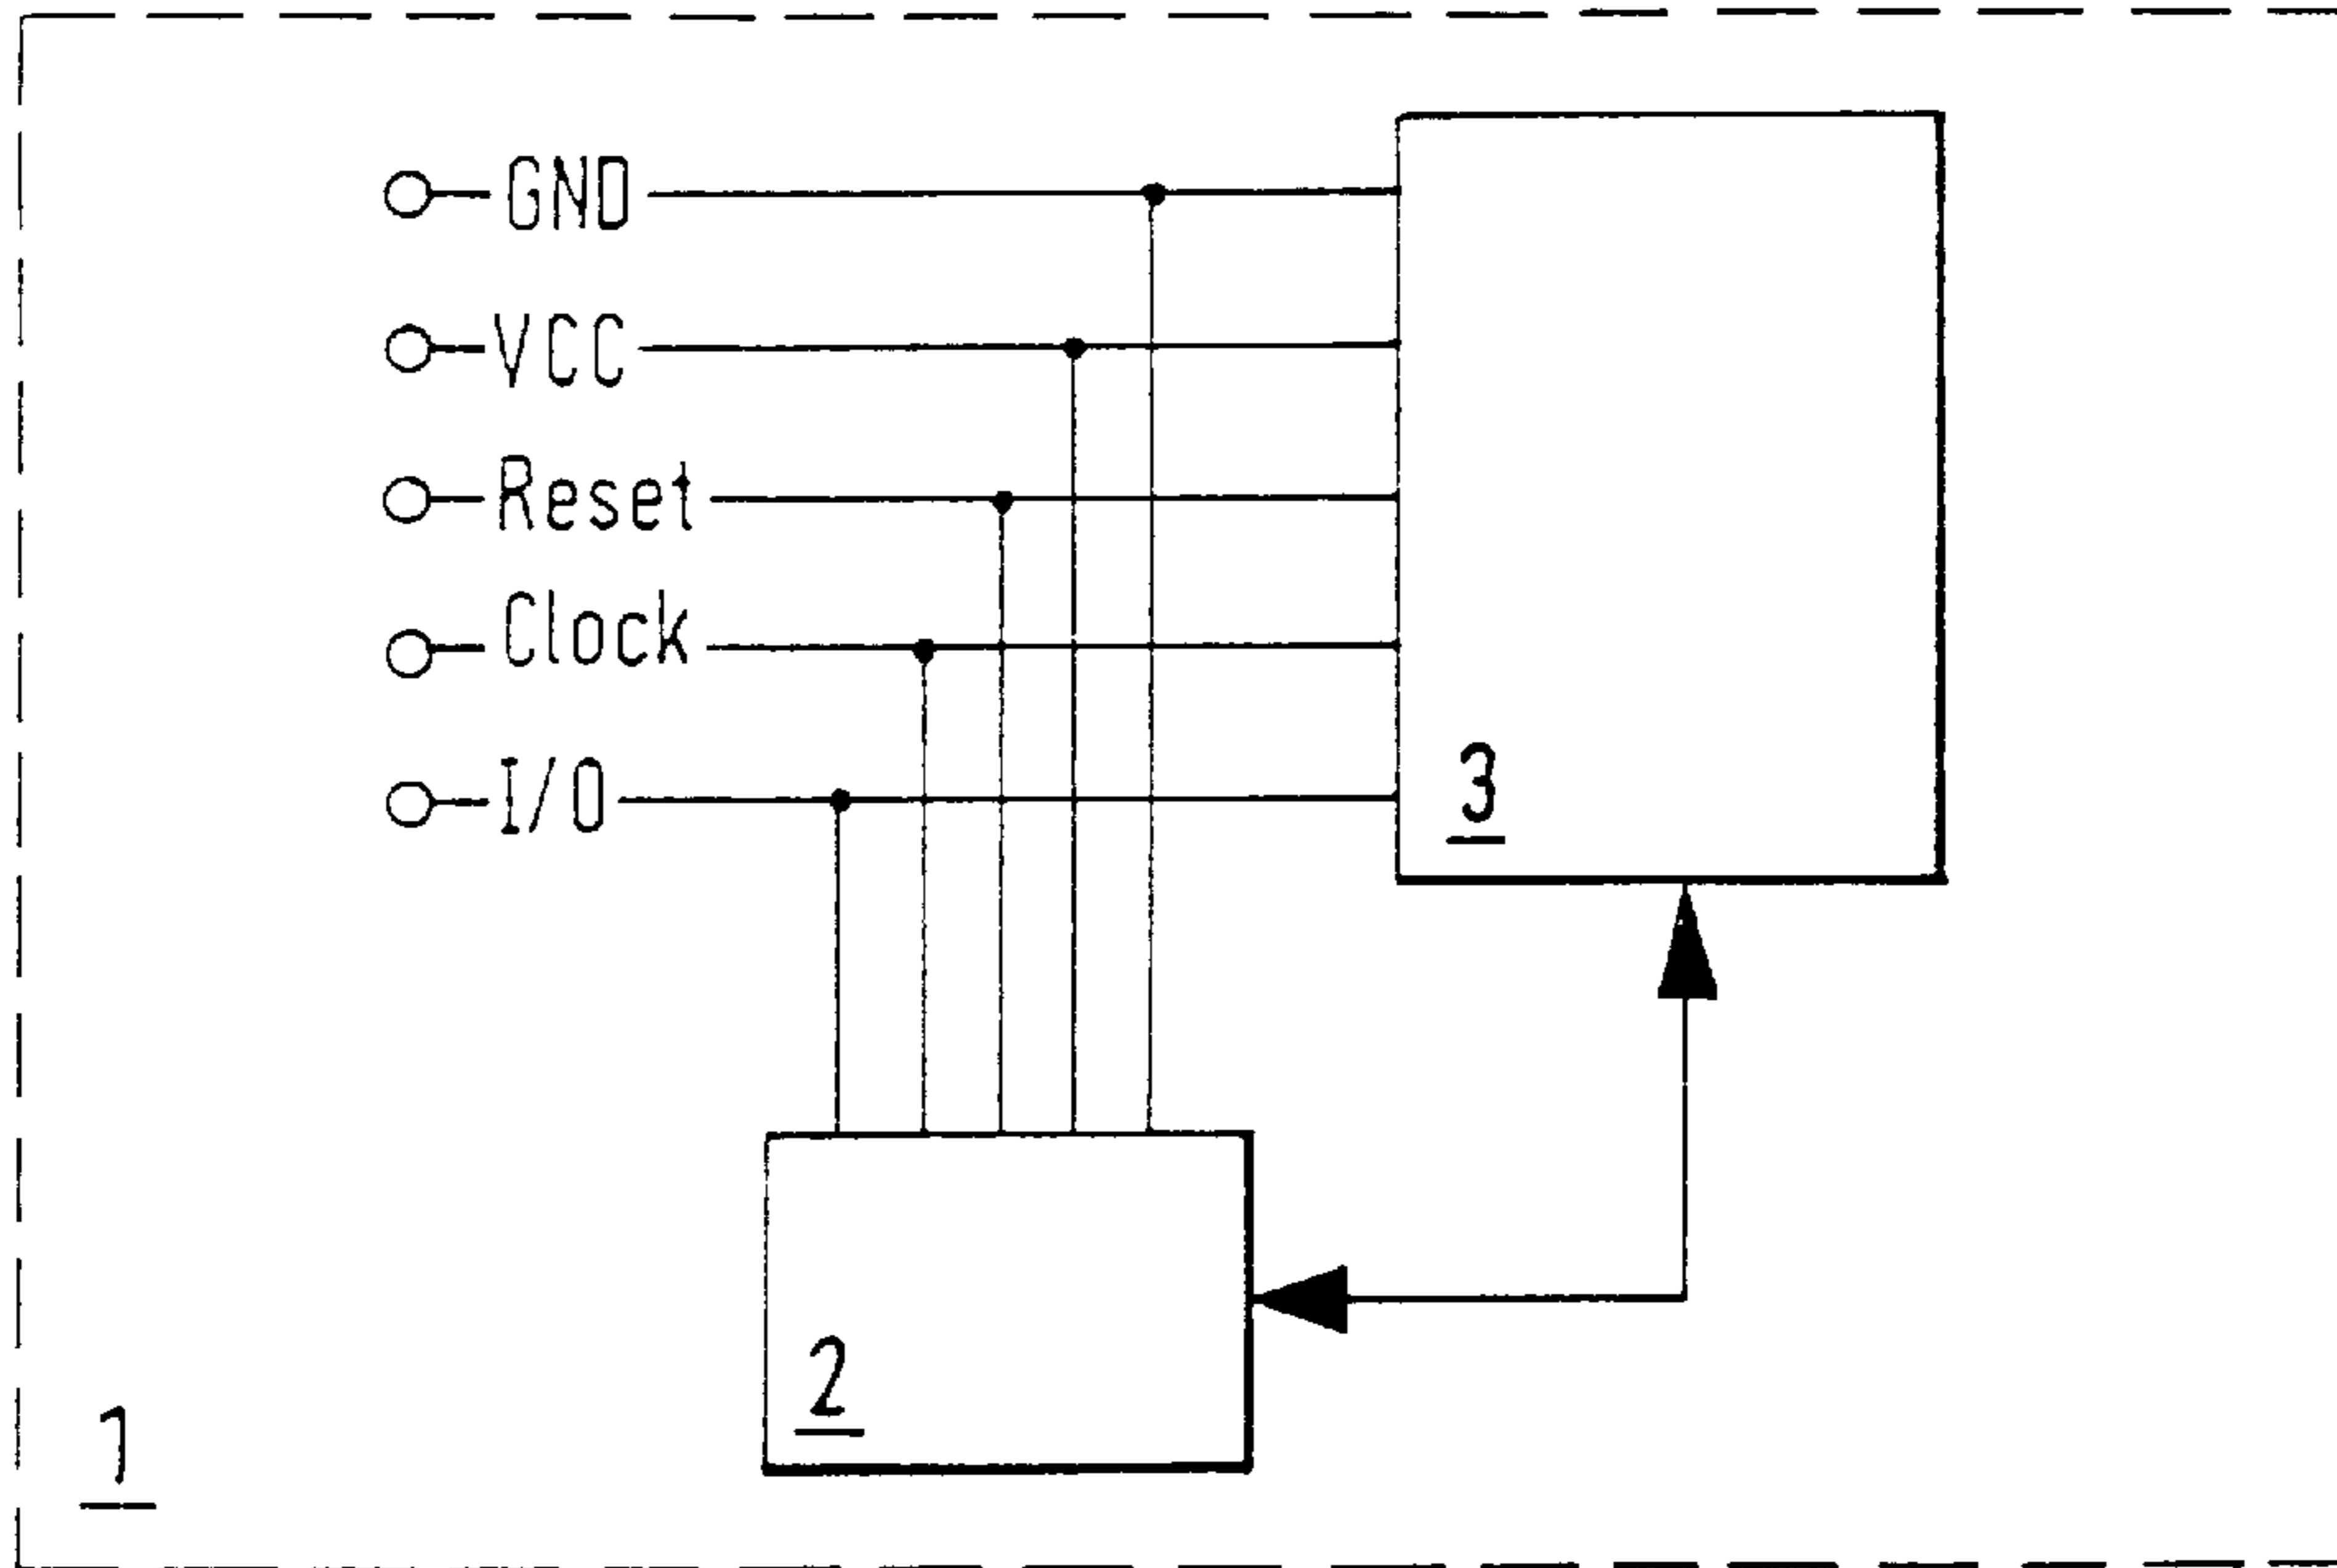 GND
VCC
Reset
Clock
I/O
3
2
1